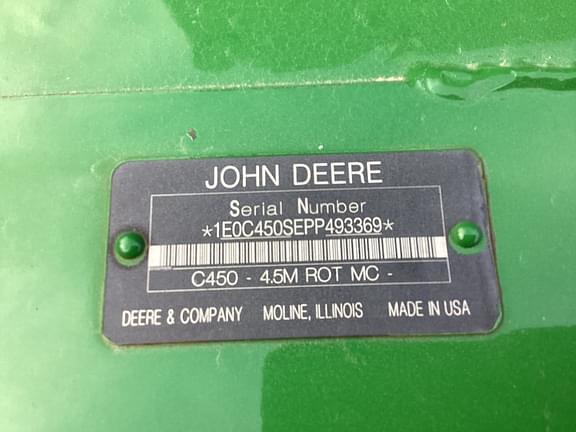 JOHN DEERE
Serial Number
*1E0C450SEPP493369*
C450 - 4.5M ROT MC -
DEERE & COMPANY MOLINE, ILLINOIS MADE IN USA